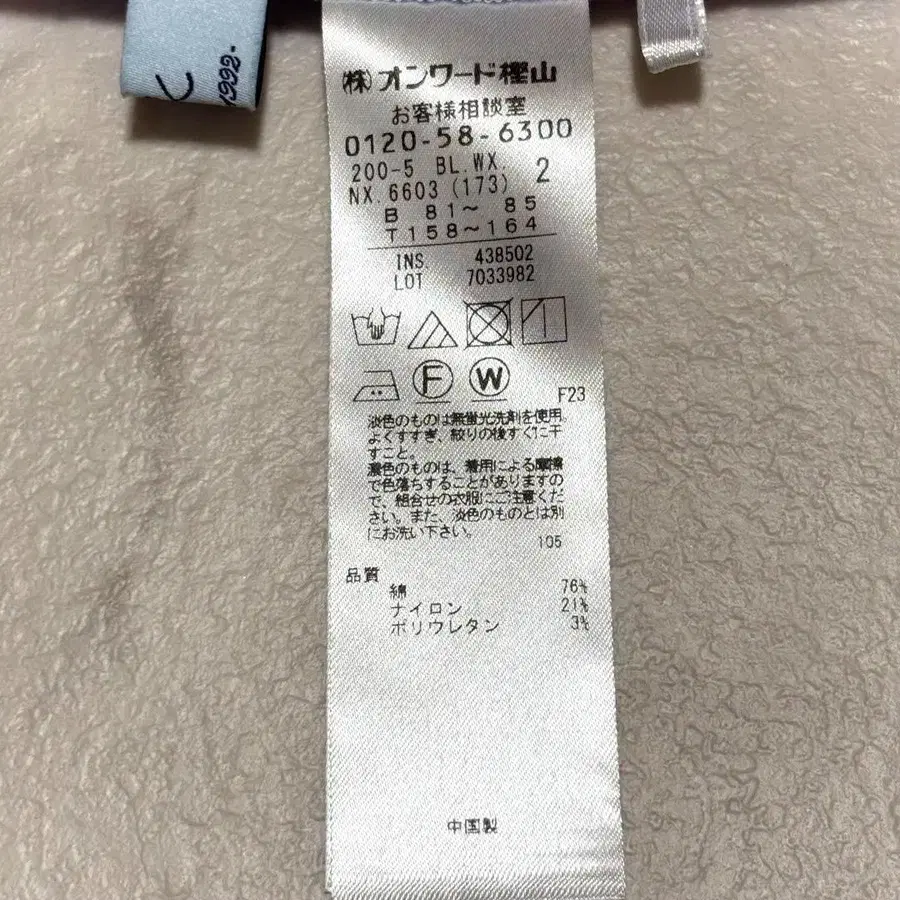 1992-
㈱オンワード樫山
お客様相談室
0120-58-6300
200-5 BL.WX. 2
NX.6603(173)
B 81～ 85
T158～164
INS. 438502
LOT 7033982
F
W
F23
淡色のものは無蛍光洗剤を使用
よくすすぎ、絞りの後すぐに干
すこと。
濃色のものは、着用による摩擦
で色落ちすることがありますの
で、組合せの衣服にご注意くだ
さい。また、淡色のものとは別
にお洗い下さい。
105
品質
綿 76%
ナイロン 21%
ポリウレタン 3%
中国製